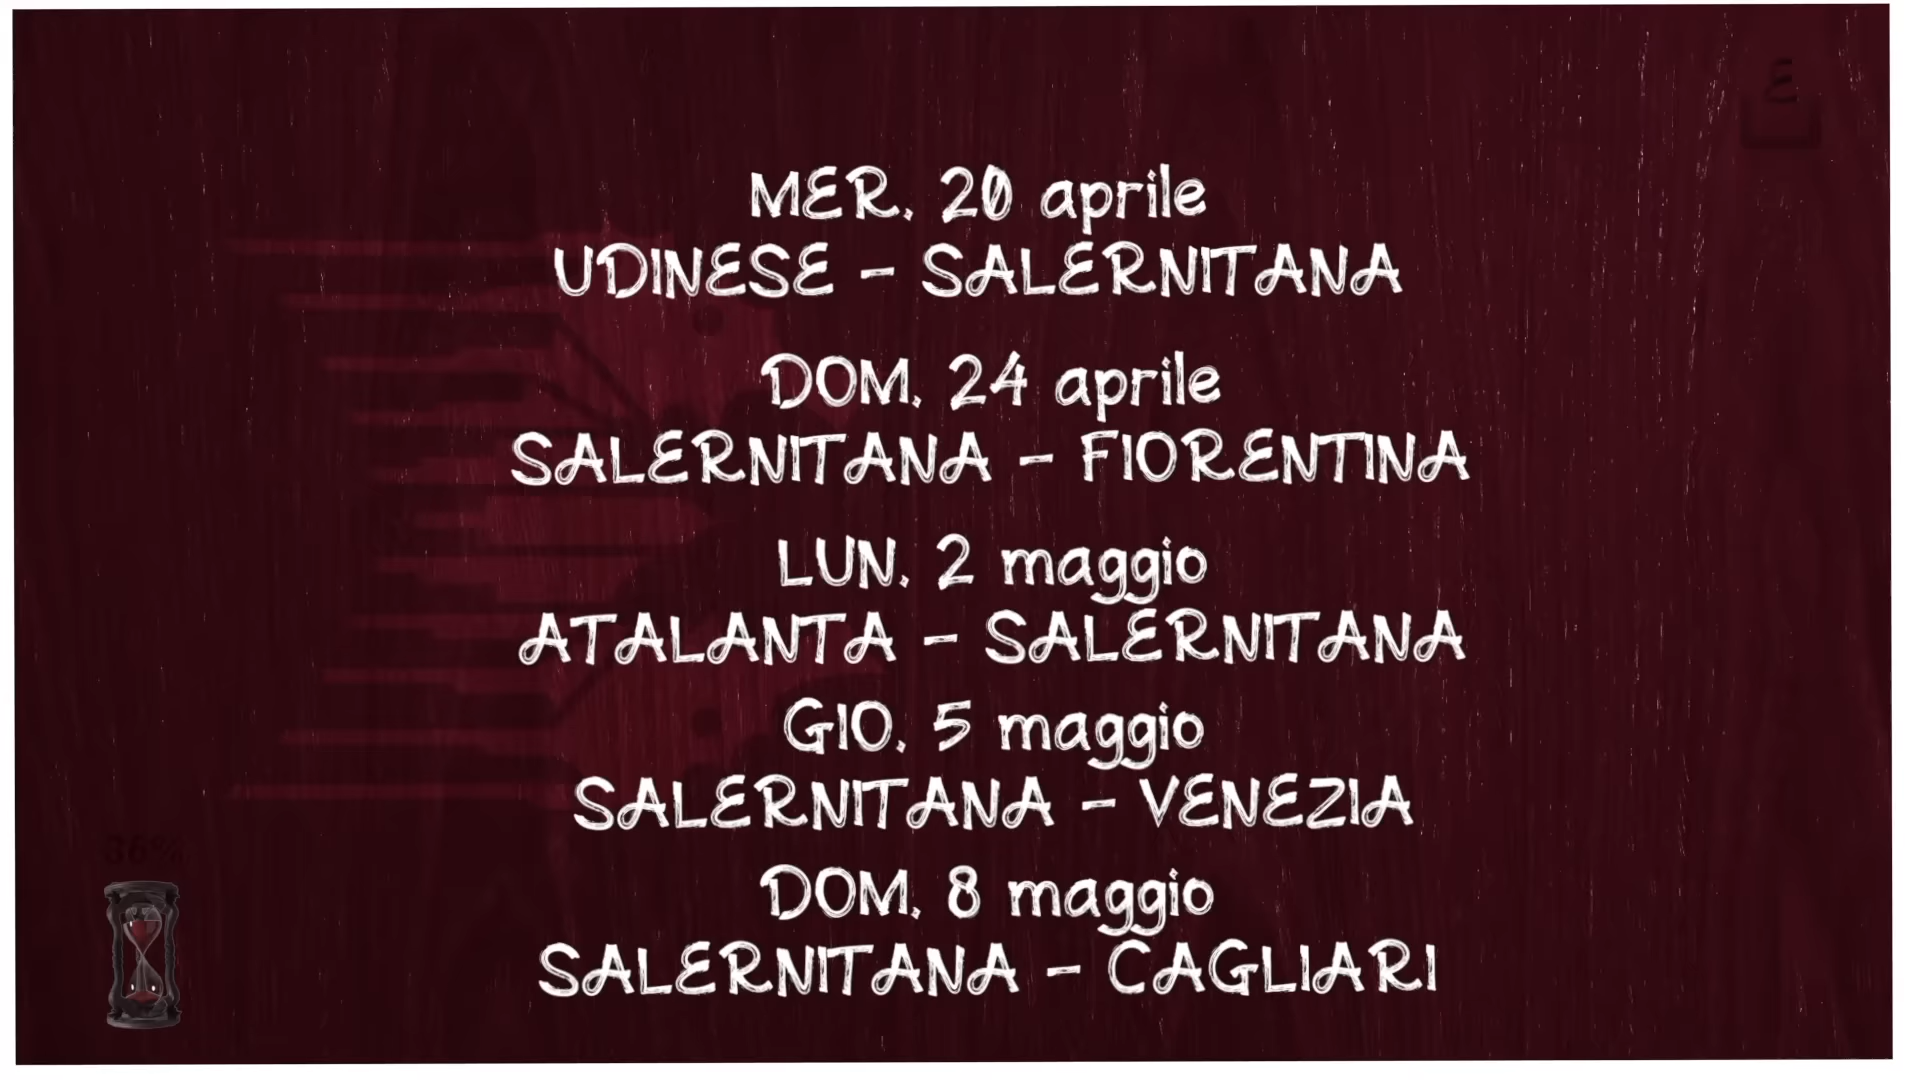 MER. 20 aprile
UDINESE - SALERNITANA
DOM. 24 aprile
SALERNITANA - FIORENTINA
LUN. 2 maggio
ATALANTA - SALERNITANA
GIO. 5 maggio
SALERNITANA - VENEZIA
DOM. 8 maggio
SALERNITANA - CAGLIARI